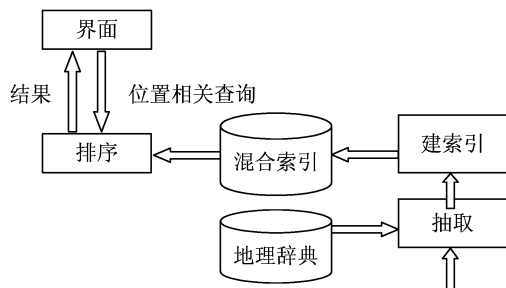 界面
结果
位置相关查询
排序
混合索引
建索引
地理辞典
抽取